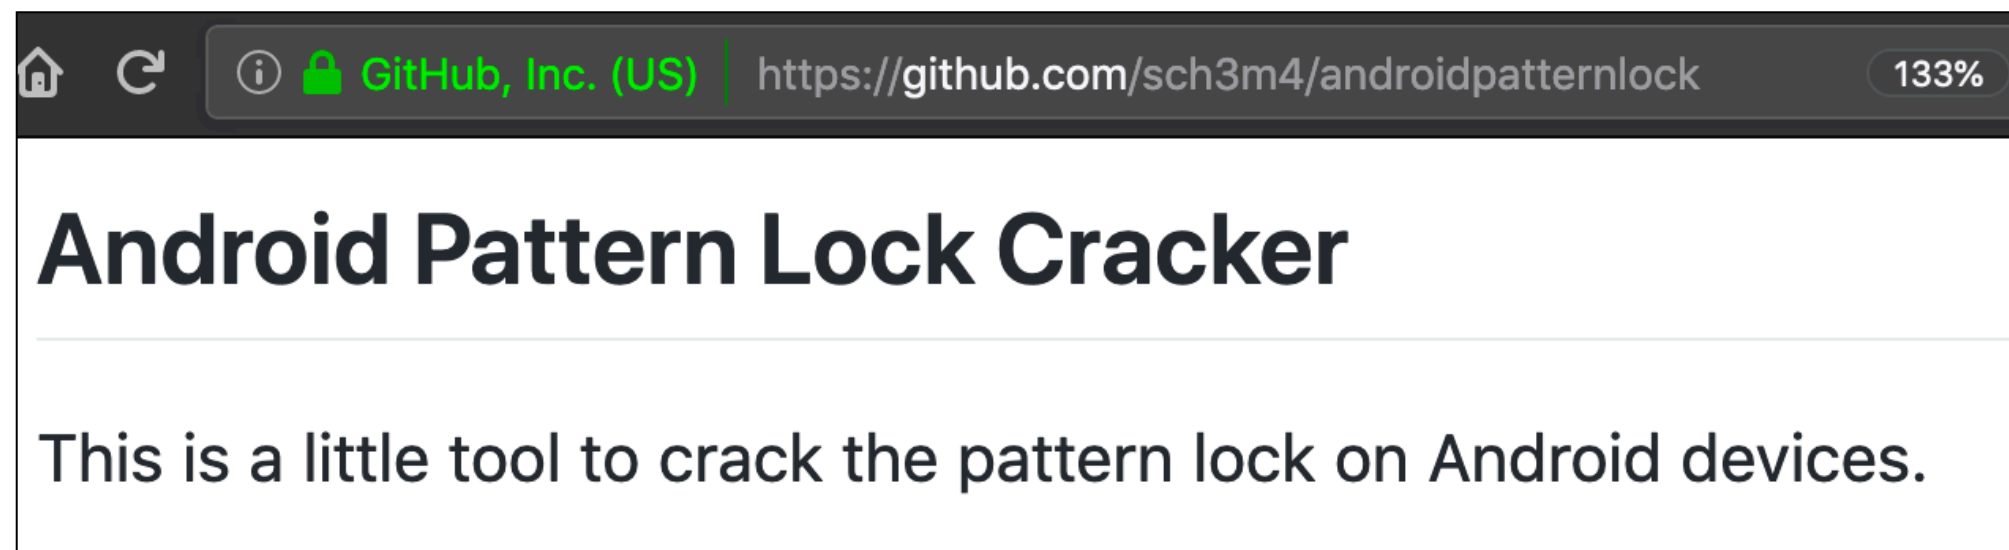 GitHub, Inc. (US) https://github.com/sch3m4/androidpatternlock 133%
Android Pattern Lock Cracker
This is a little tool to crack the pattern lock on Android devices.